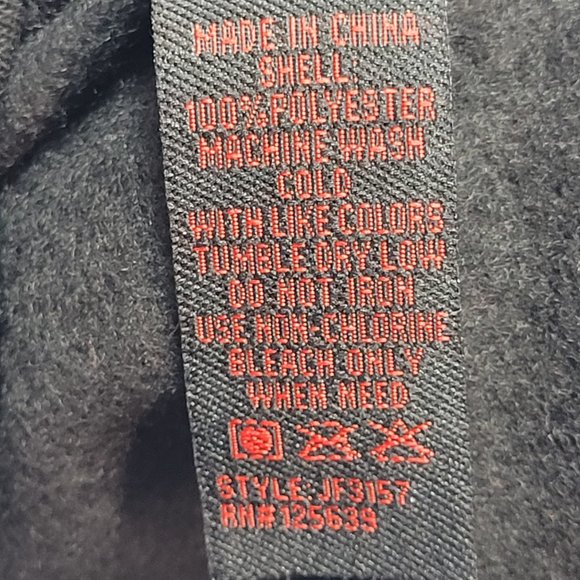 MADE IN CHINA
SHELL:
100% POLYESTER
MACHINE WASH
COLD
WITH LIKE COLORS
TUMBLE DRY LOW
DO NOT IRON
USE NON-CHLORINE
BLEACH ONLY
WHEN NEED
STYLE: JF3157
RN# 125639